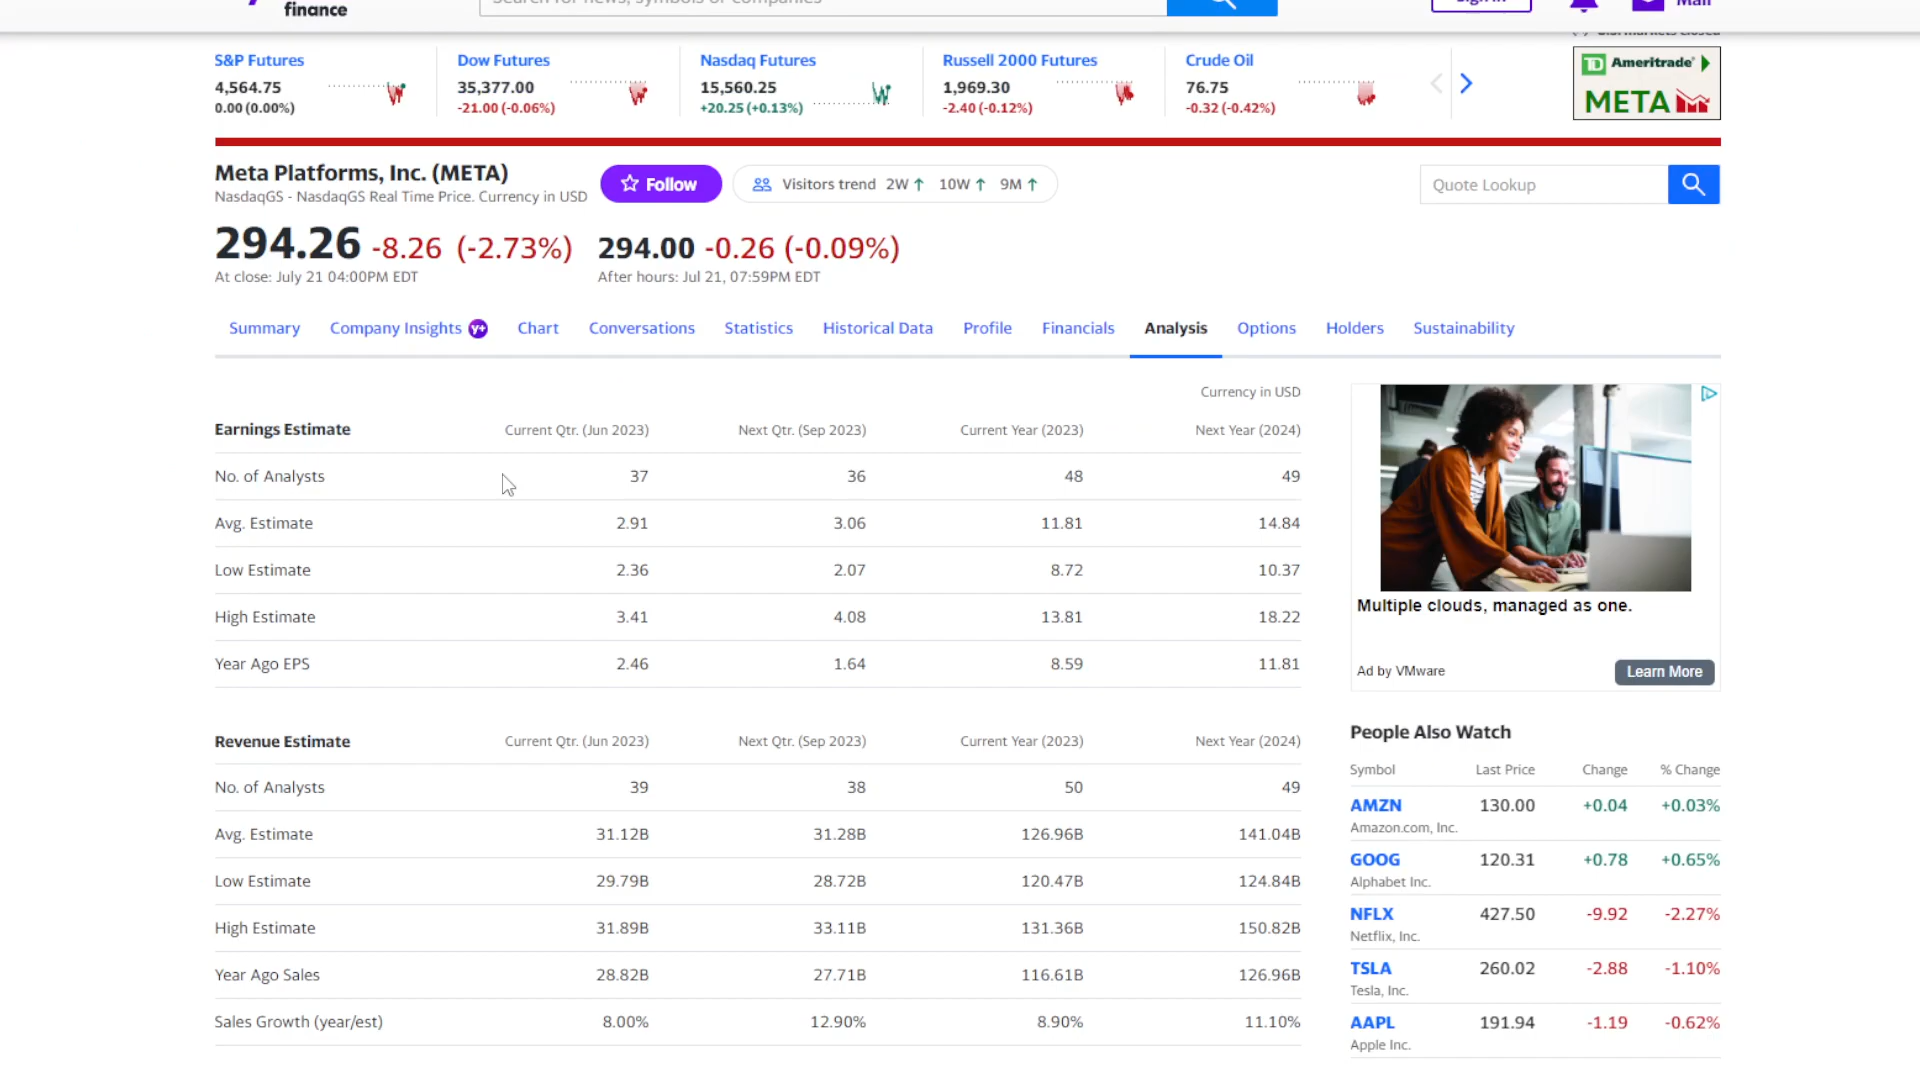 finance
Search for news, symbols or companies
Sign in
Mail
U.S. markets closed
S&P Futures
4,564.75
0.00 (0.00%)
Dow Futures
35,377.00
-21.00 (-0.06%)
Nasdaq Futures
15,560.25
+20.25 (+0.13%)
Russell 2000 Futures
1,969.30
-2.40 (-0.12%)
Crude Oil
76.75
-0.32 (-0.42%)
TD Ameritrade
META
Meta Platforms, Inc. (META)
NasdaqGS - NasdaqGS Real Time Price. Currency in USD
Follow
Visitors trend 2W ↑ 10W ↑ 9M ↑
Quote Lookup
294.26 -8.26 (-2.73%)
At close: July 21 04:00PM EDT
294.00 -0.26 (-0.09%)
After hours: Jul 21, 07:59PM EDT
Summary Company Insights Y+ Chart Conversations Statistics Historical Data Profile Financials Analysis Options Holders Sustainability
Currency in USD
Earnings Estimate Current Qtr. (Jun 2023) Next Qtr. (Sep 2023) Current Year (2023) Next Year (2024)
No. of Analysts 37 36 48 49
Avg. Estimate 2.91 3.06 11.81 14.84
Low Estimate 2.36 2.07 8.72 10.37
High Estimate 3.41 4.08 13.81 18.22
Year Ago EPS 2.46 1.64 8.59 11.81
Revenue Estimate Current Qtr. (Jun 2023) Next Qtr. (Sep 2023) Current Year (2023) Next Year (2024)
No. of Analysts 39 38 50 49
Avg. Estimate 31.12B 31.28B 126.96B 141.04B
Low Estimate 29.79B 28.72B 120.47B 124.84B
High Estimate 31.89B 33.11B 131.36B 150.82B
Year Ago Sales 28.82B 27.71B 116.61B 126.96B
Sales Growth (year/est) 8.00% 12.90% 8.90% 11.10%
Multiple clouds, managed as one.
Ad by VMware
Learn More
People Also Watch
Symbol Last Price Change % Change
AMZN 130.00 +0.04 +0.03%
Amazon.com, Inc.
GOOG 120.31 +0.78 +0.65%
Alphabet Inc.
NFLX 427.50 -9.92 -2.27%
Netflix, Inc.
TSLA 260.02 -2.88 -1.10%
Tesla, Inc.
AAPL 191.94 -1.19 -0.62%
Apple Inc.